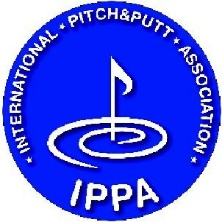 ★ INTERNATIONAL ★ PITCH&PUTT ★ ASSOCIATION ★
IPPA